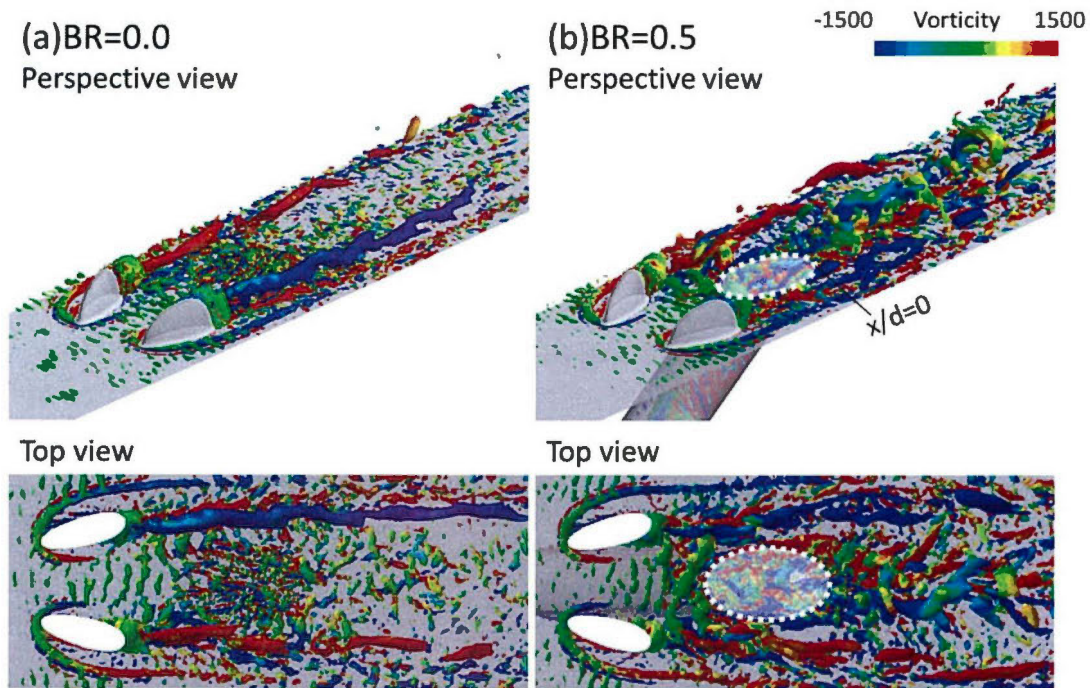 (a)BR=0.0
Perspective view
(b)BR=0.5
Perspective view
-1500 Vorticity 1500
x/d=0
Top view
Top view